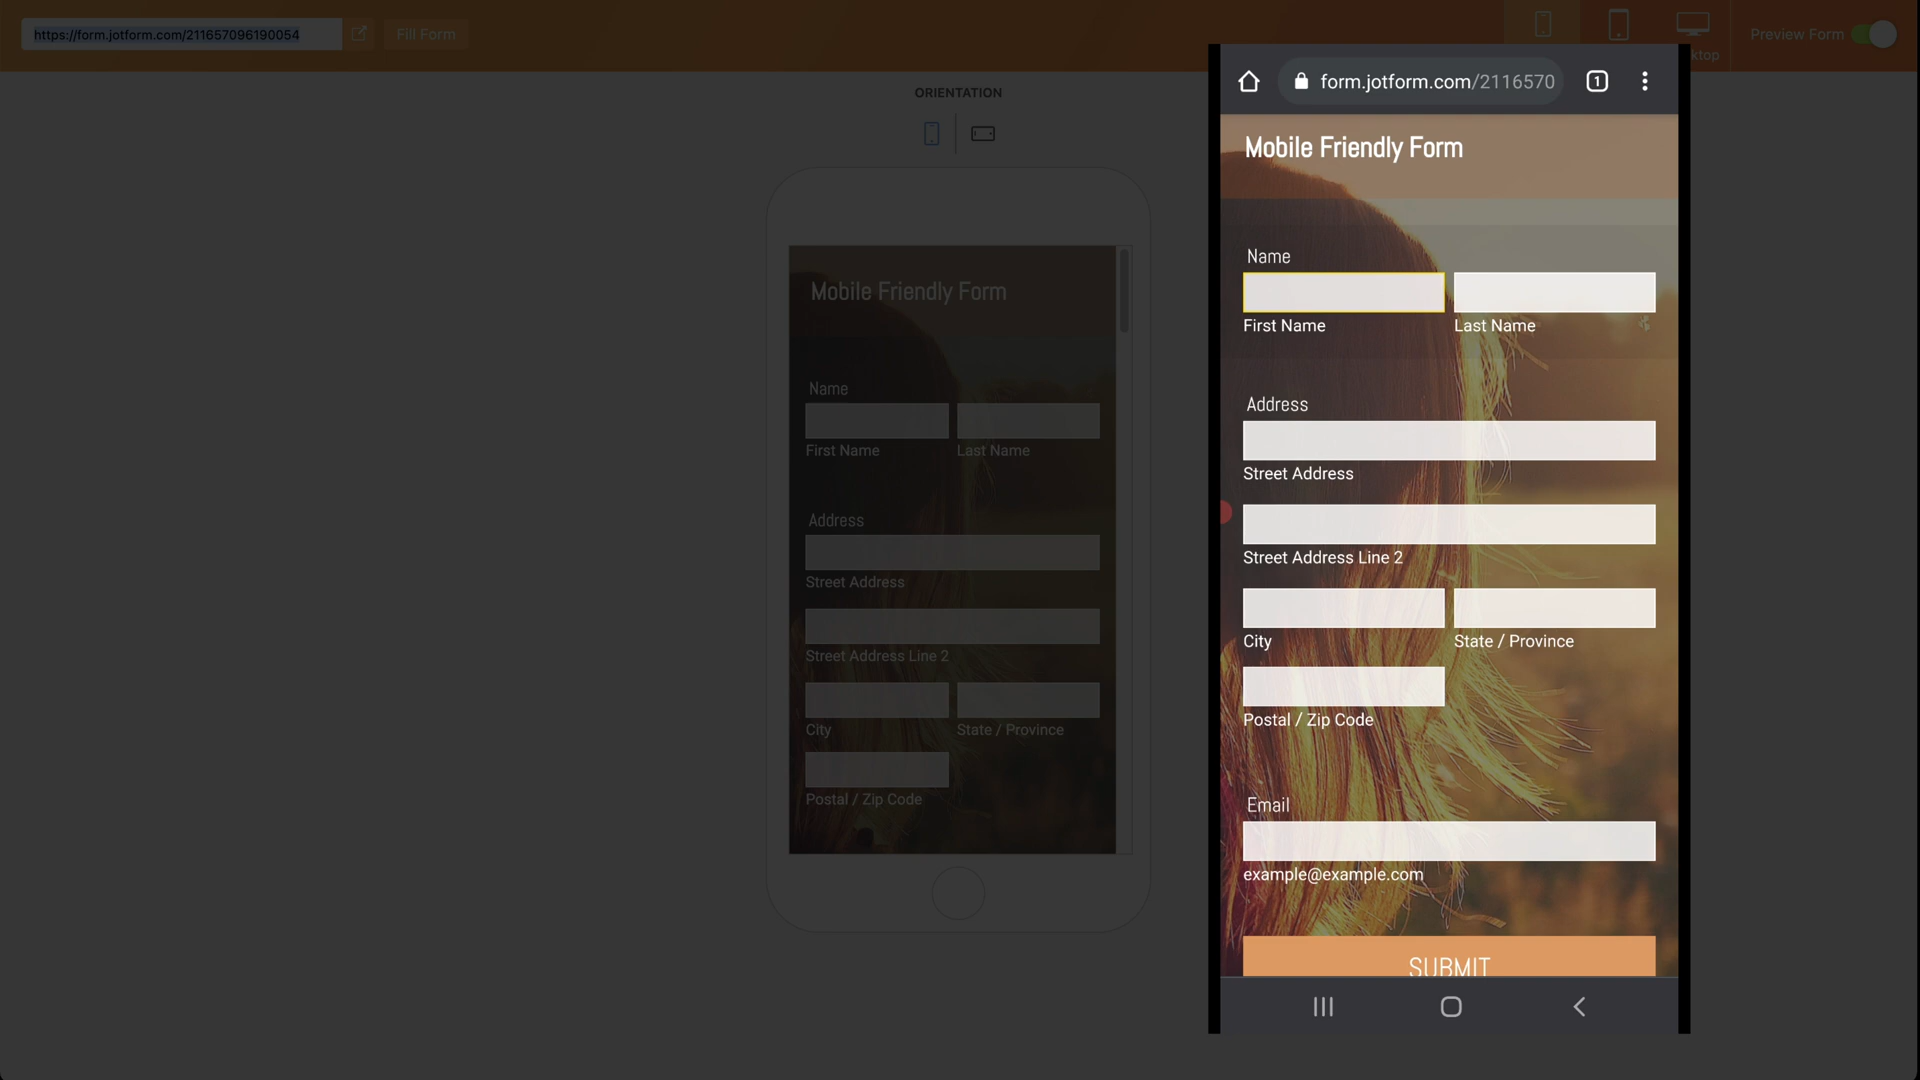 https://form.jotform.com/211657096190054
Fill Form
ktop
Preview Form
ORIENTATION
Mobile Friendly Form
Name
First Name
Last Name
Address
Street Address
Street Address Line 2
City
State / Province
Postal / Zip Code
form.jotform.com/2116570
1
Mobile Friendly Form
Name
First Name
Last Name
Address
Street Address
Street Address Line 2
City
State / Province
Postal / Zip Code
Email
example@example.com
SUBMIT